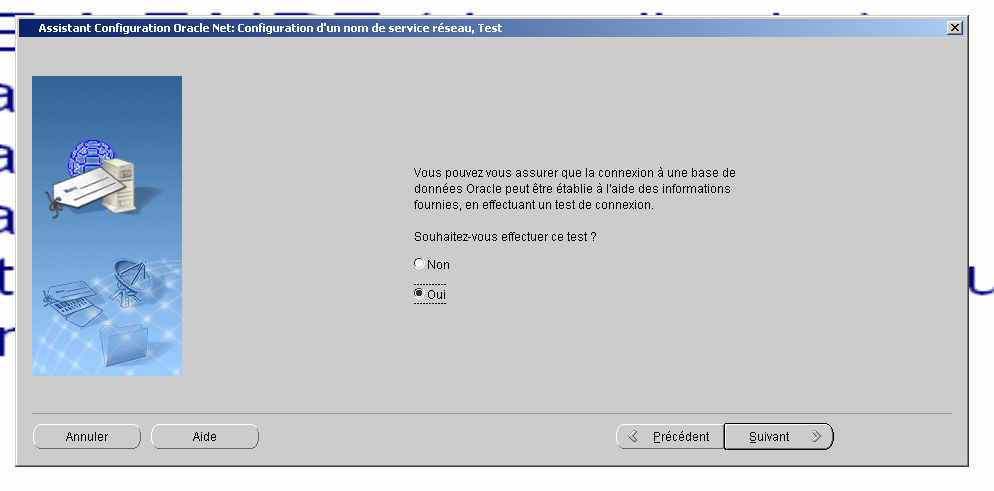 Assistant Configuration Oracle Net: Configuration d'un nom de service réseau, Test
Vous pouvez vous assurer que la connexion à une base de
données Oracle peut être établie à l'aide des informations
fournies, en effectuant un test de connexion.
Souhaitez-vous effectuer ce test ?
Non
Oui
Annuler
Aide
Précédent
Suivant